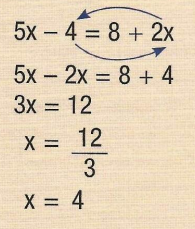 5x – 4 = 8 + 2x
5x – 2x = 8 + 4
3x = 12
x = 12/3
x = 4